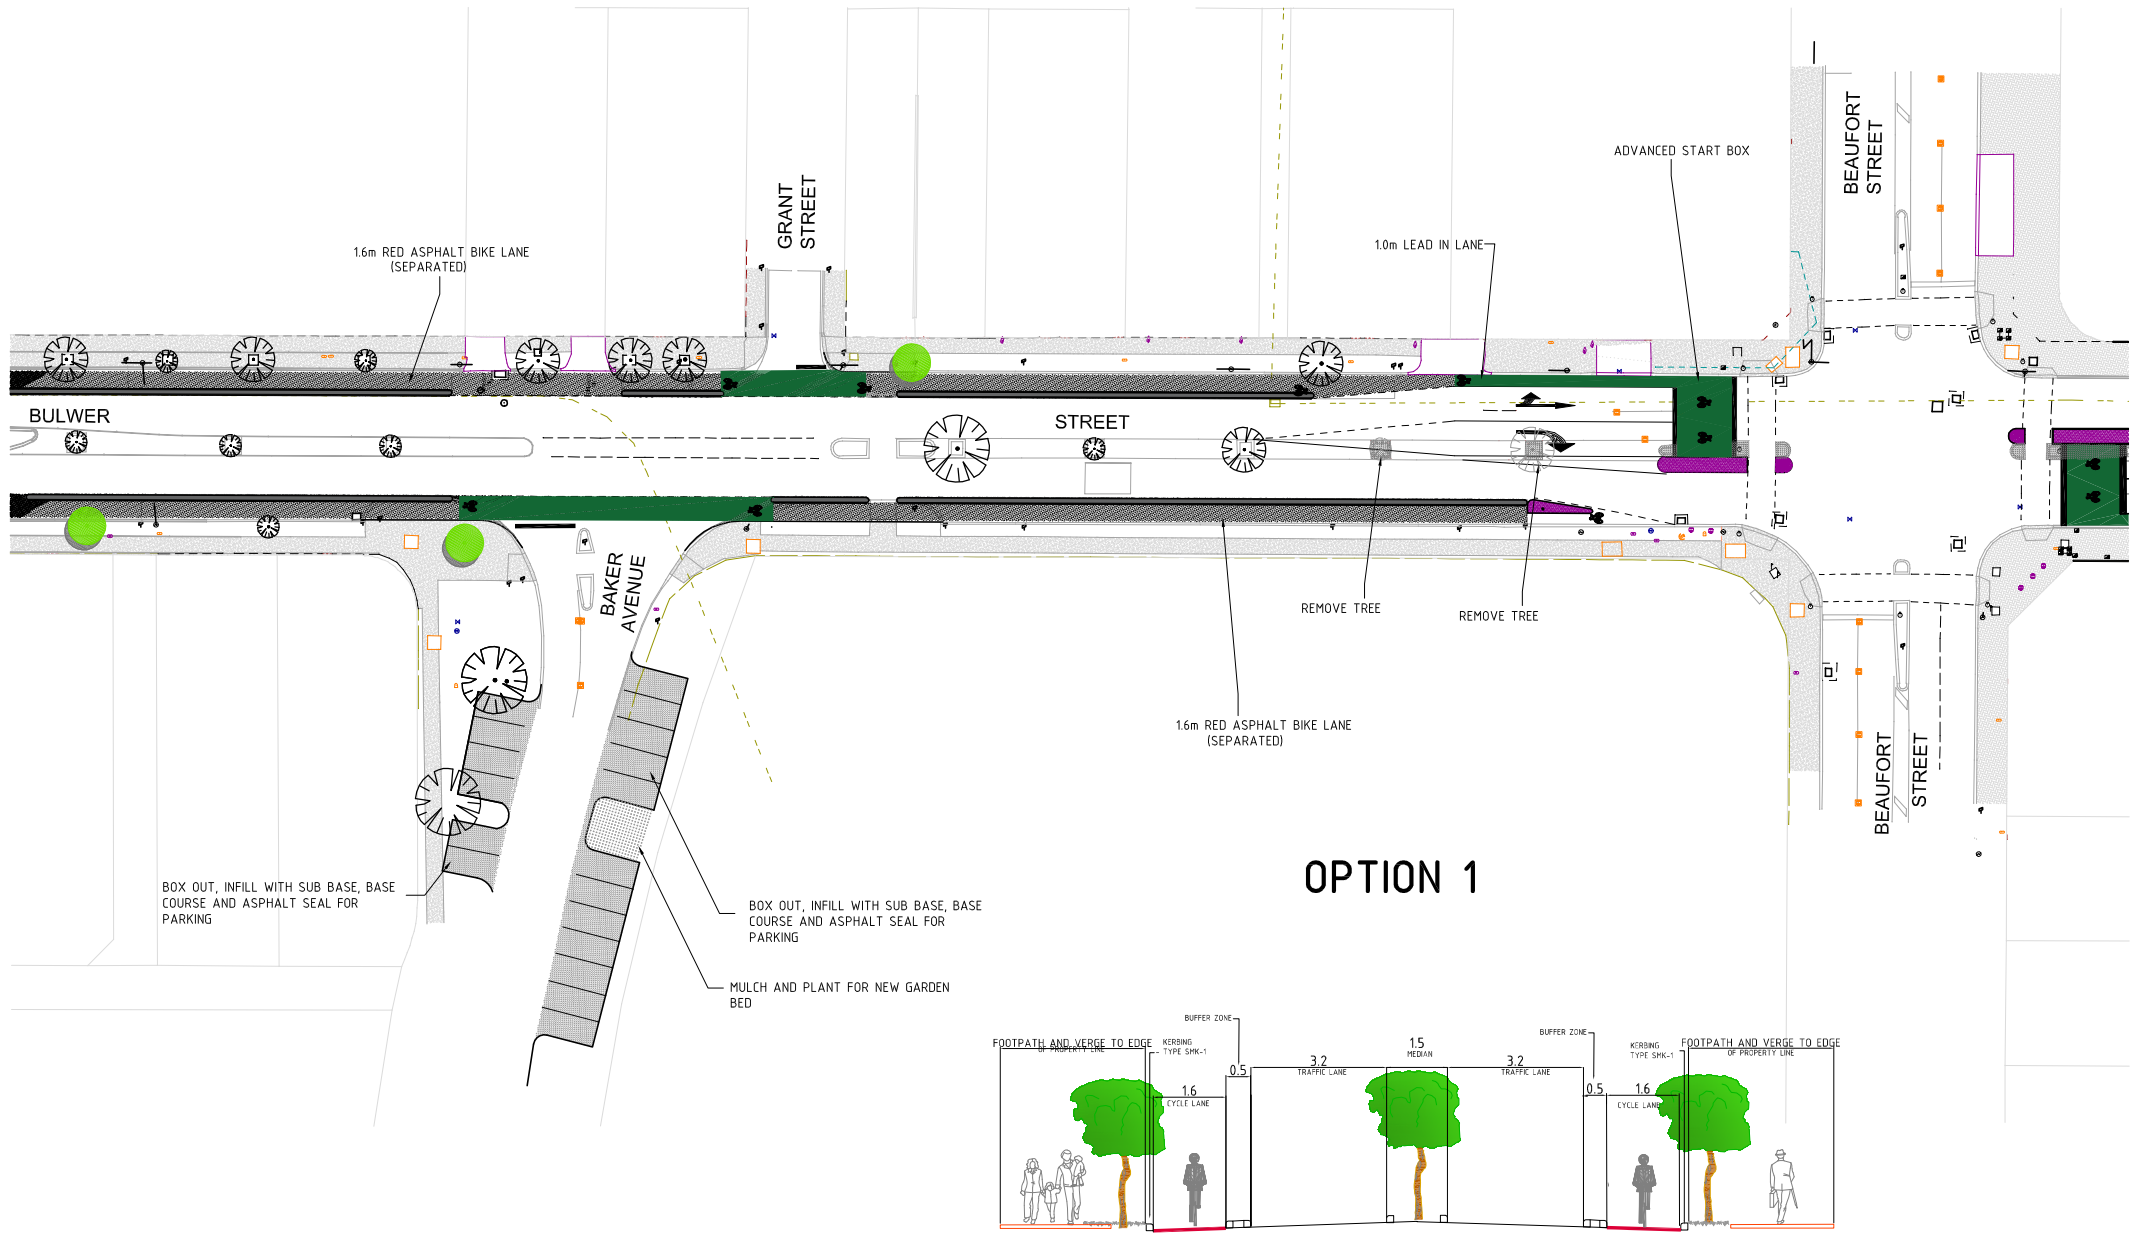 ADVANCED START BOX
BEAUFORT
STREET
GRANT
STREET
1.6m RED ASPHALT BIKE LANE
(SEPARATED)
1.0m LEAD IN LANE
BULWER
STREET
BAKER
AVENUE
REMOVE TREE
REMOVE TREE
1.6m RED ASPHALT BIKE LANE
(SEPARATED)
BEAUFORT
STREET
OPTION 1
BOX OUT, INFILL WITH SUB BASE, BASE
COURSE AND ASPHALT SEAL FOR
PARKING
BOX OUT, INFILL WITH SUB BASE, BASE
COURSE AND ASPHALT SEAL FOR
PARKING
MULCH AND PLANT FOR NEW GARDEN
BED
FOOTPATH AND VERGE TO EDGE
OF PROPERTY LINE
KERBING
TYPE SMK-1
BUFFER ZONE
0.5
1.6
CYCLE LANE
3.2
TRAFFIC LANE
1.5
MEDIAN
3.2
TRAFFIC LANE
BUFFER ZONE
0.5
1.6
CYCLE LANE
KERBING
TYPE SMK-1
FOOTPATH AND VERGE TO EDGE
OF PROPERTY LINE